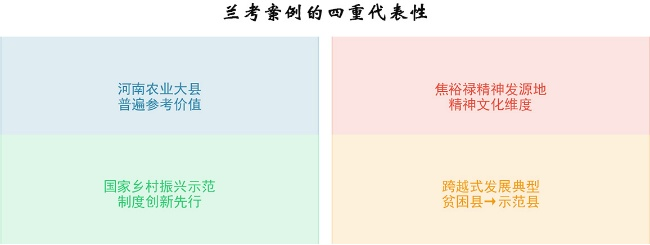 兰考案例的四重代表性
河南农业大县
普遍参考价值
焦裕禄精神发源地
精神文化维度
国家乡村振兴示范
制度创新先行
跨越式发展典型
贫困县→示范县